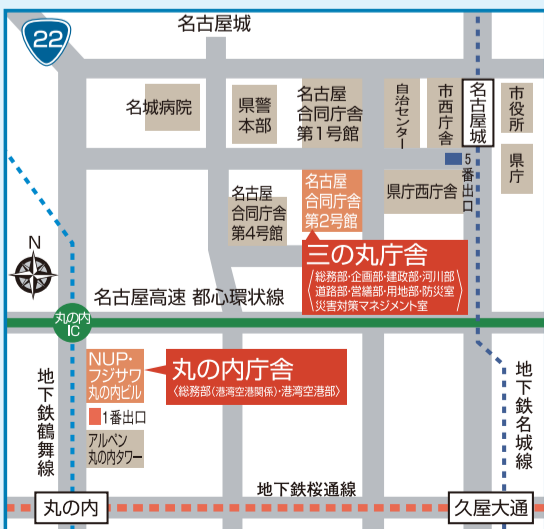 22
名古屋城
名城病院
県警
本部
名古屋
合同庁舎
第1号館
自治センター
市西庁舎
名古屋城
市役所
5
番
出
口
県庁
名古屋
合同庁舎
第4号館
名古屋
合同庁舎
第2号館
県庁西庁舎
三の丸庁舎
総務部・企画部・建政部・河川部
道路部・営繕部・用地部・防災室
災害対策マネジメント室
N
名古屋高速 都心環状線
丸の内
IC
NUP・
フジサワ
丸の内ビル
丸の内庁舎
〈総務部(港湾空港関係)・港湾空港部〉
1番出口
アルペン
丸の内タワー
地下鉄鶴舞線
地下鉄名城線
地下鉄桜通線
丸の内
久屋大通